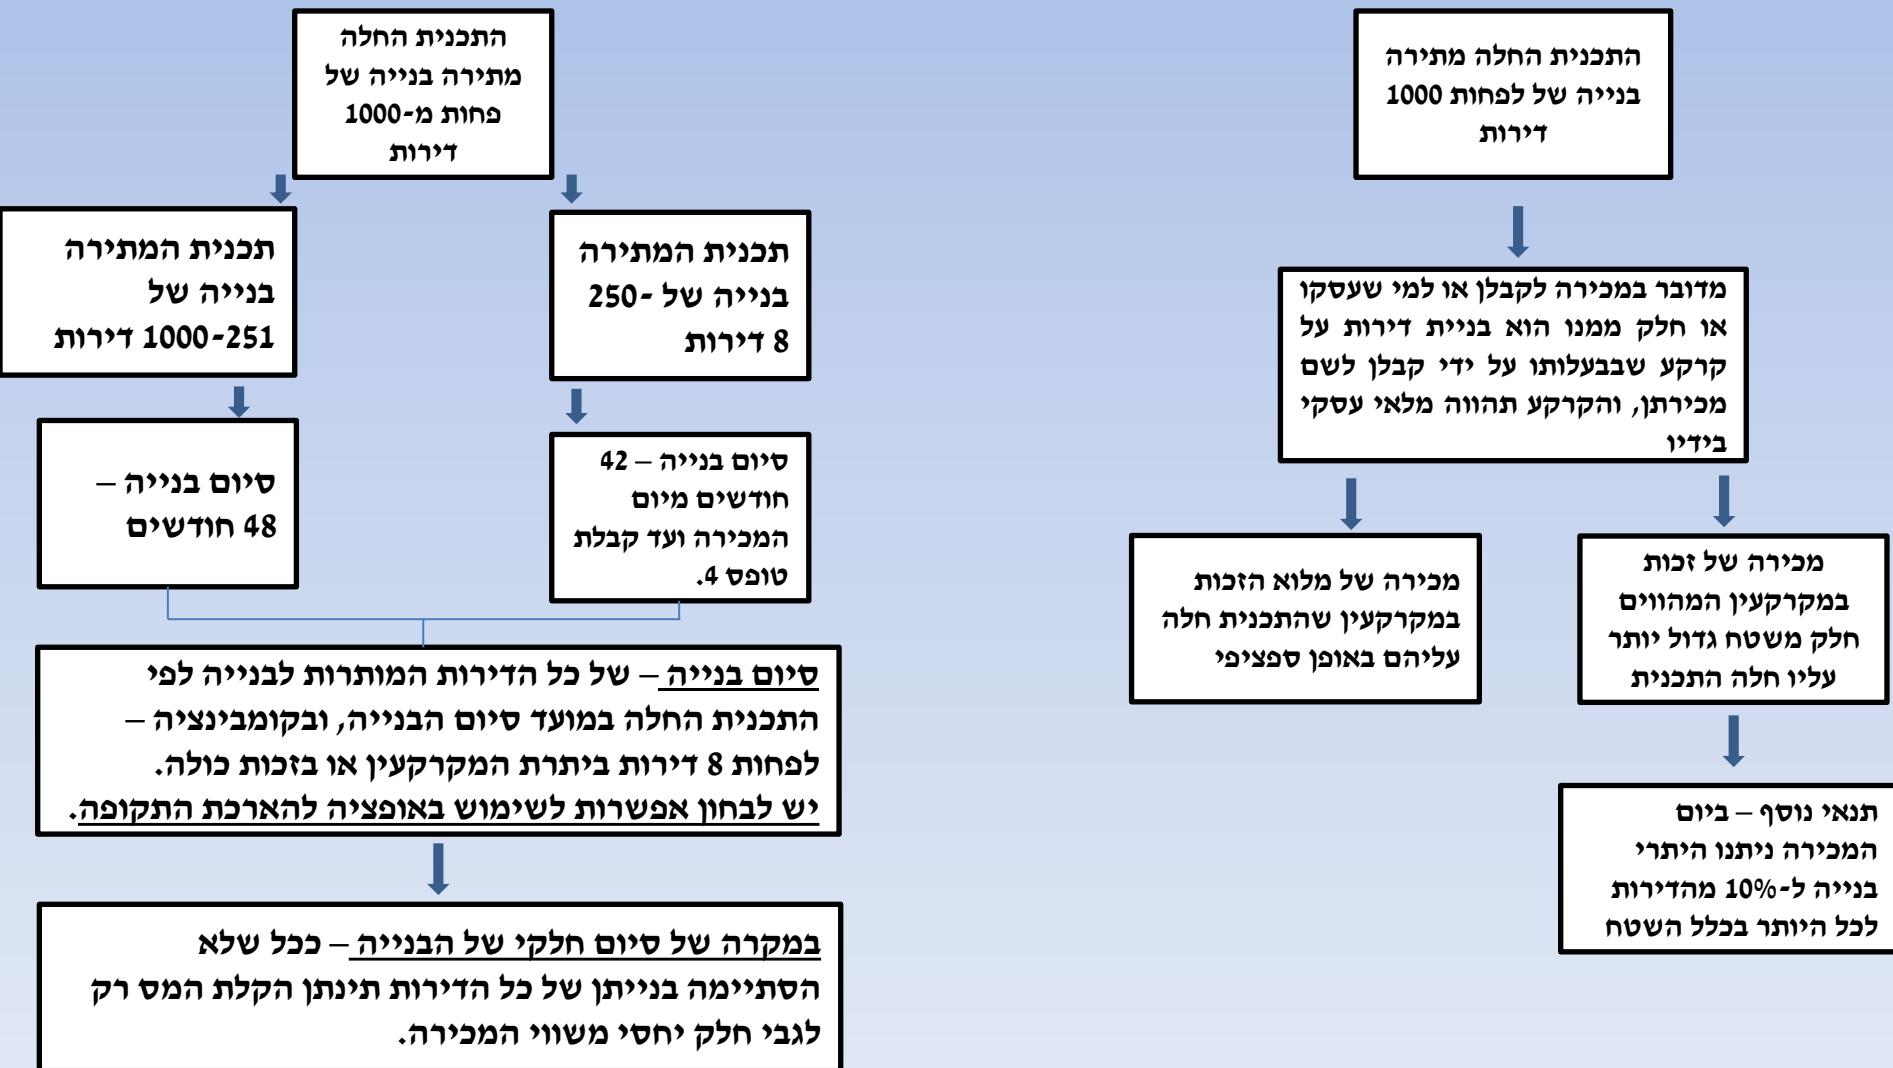 התכנית החלה מתירה
בנייה של לפחות 1000
דירות
מדובר במכירה לקבלן או למי שעסקו
או חלק ממנו הוא בניית דירות על
קרקע שבבעלותו על ידי קבלן לשם
מכירתן, והקרקע תהווה מלאי עסקי
בידיו
מכירה של זכות
במקרקעין המהווים
חלק משטח גדול יותר
עליו חלה התכנית
תנאי נוסף – ביום
המכירה ניתנו היתרי
בנייה ל-10% מהדירות
לכל היותר בכלל השטח
מכירה של מלוא הזכות
במקרקעין שהתכנית חלה
עליהם באופן ספציפי
התכנית החלה
מתירה בנייה של
פחות מ-1000
דירות
תכנית המתירה
בנייה של 250-
8 דירות
סיום בנייה – 42
חודשים מיום
המכירה ועד קבלת
טופס 4.
תכנית המתירה
בנייה של
1000-251 דירות
סיום בנייה –
48 חודשים
סיום בנייה – של כל הדירות המותרות לבנייה לפי
התכנית החלה במועד סיום הבנייה, ובקומבינציה –
לפחות 8 דירות ביתרת המקרקעין או בזכות כולה.
יש לבחון אפשרות לשימוש באופציה להארכת התקופה.
במקרה של סיום חלקי של הבנייה – ככל שלא
הסתיימה בנייתן של כל הדירות תינתן הקלת המס רק
לגבי חלק יחסי משווי המכירה.